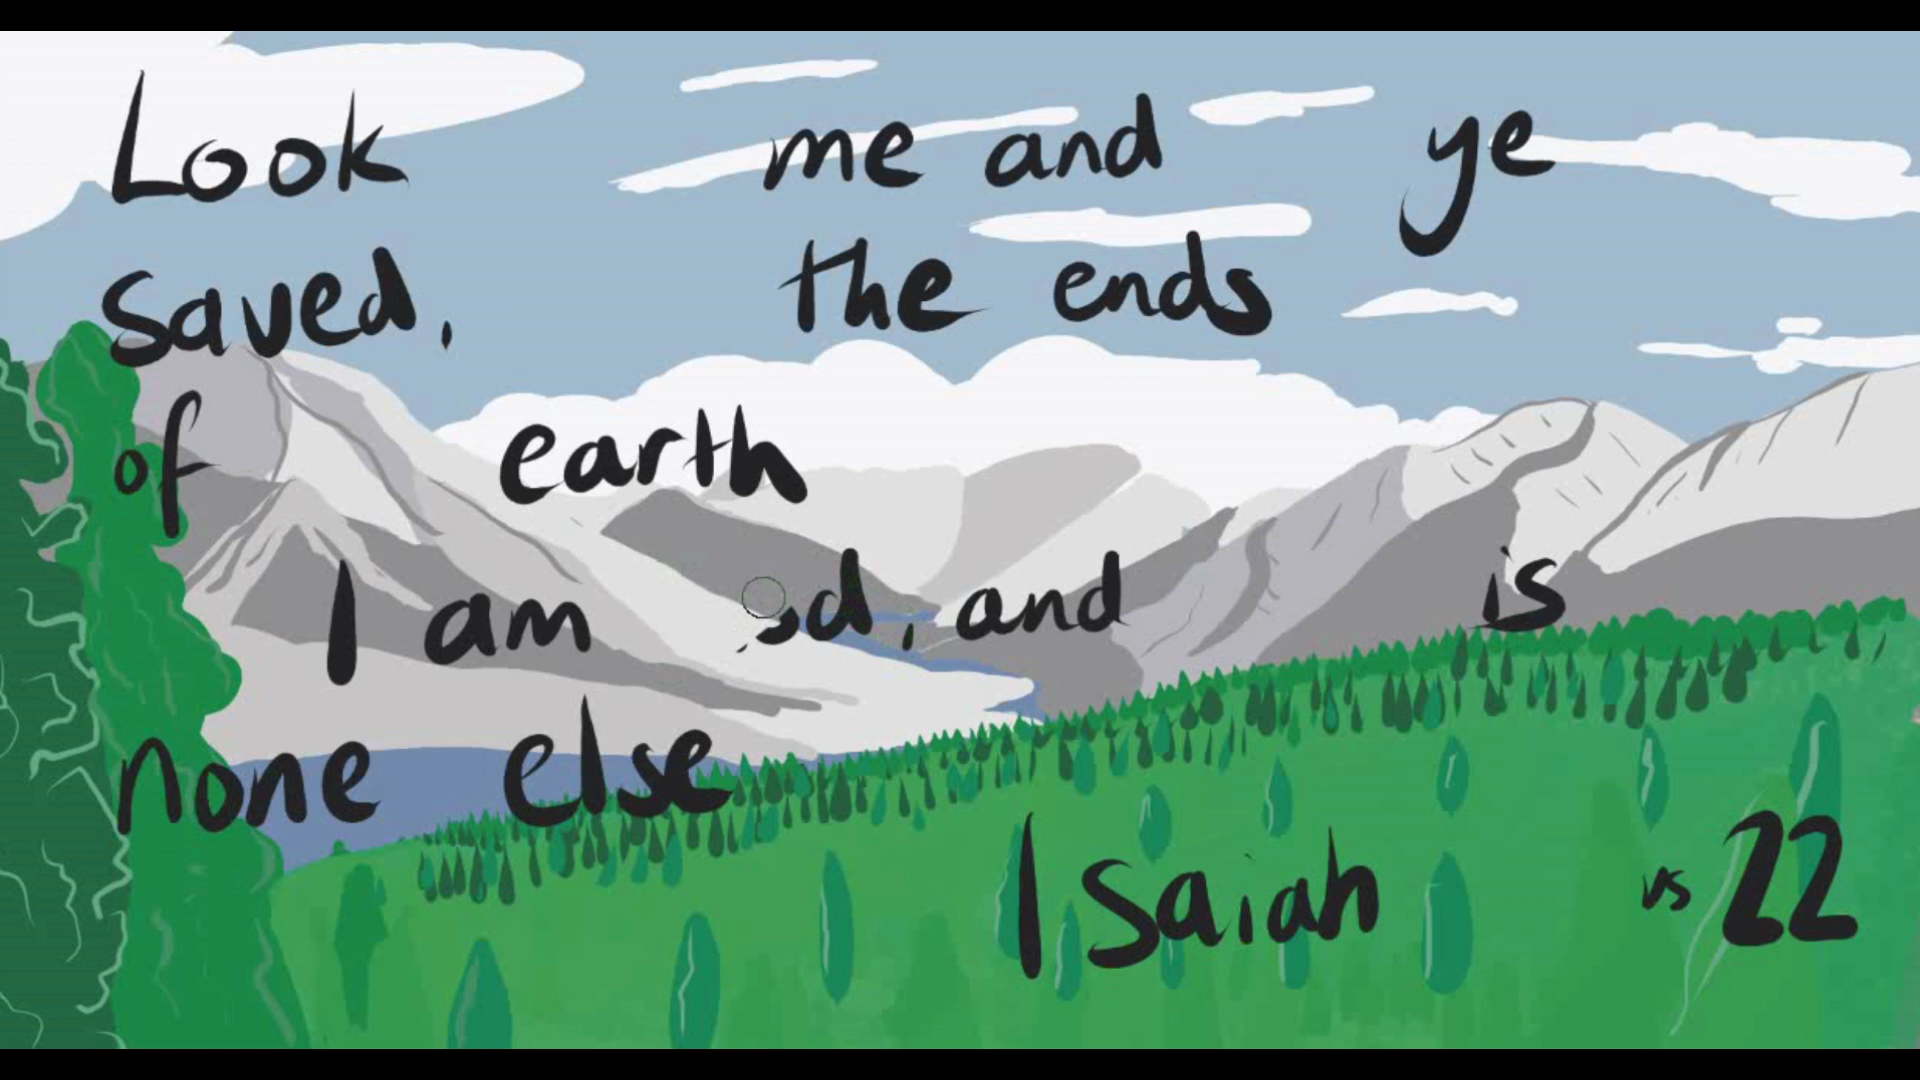 Look me and ye
saved, the ends
of earth
I am d, and is
none else
Isaiah vs 22